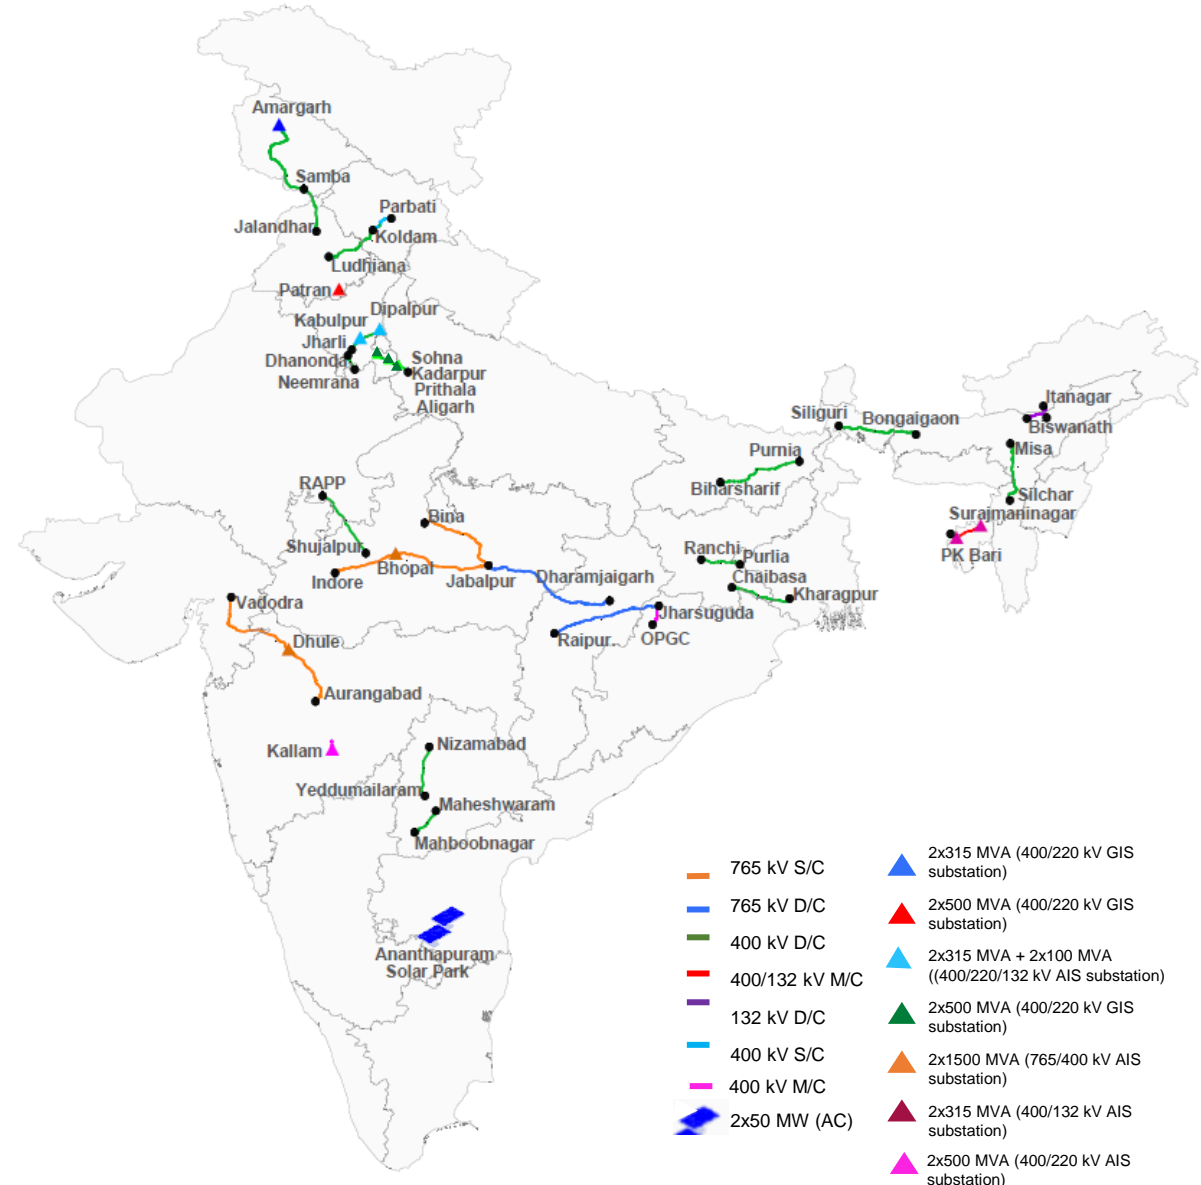 Amargarh
Samba
Parbati
Jalandhar
Koldam
Ludhiana
Patran
Dipalpur
Kabulpur
Jharli
Dhanonda
Sohna
Kadarpur
Neemrana
Prithala
Aligarh
Itanagar
Siliguri
Bongaigaon
Biswanath
Misa
Purnia
RAPP
Biharsharif
Silchar
Bina
Surajmaninagar
Shujalpur
Ranchi
Purlia
PK Bari
Bhopal
Indore
Jabalpur
Dharamjaigarh
Chaibasa
Kharagpur
Vadodra
Jharsuguda
Raipur..
OPGC
Dhule
Aurangabad
Kallam
Nizamabad
Yeddumailaram
Maheshwaram
Mahboobnagar
Ananthapuram
Solar Park
765 kV S/C
765 kV D/C
400 kV D/C
400/132 kV M/C
132 kV D/C
400 kV S/C
400 kV M/C
2x50 MW (AC)
2x315 MVA (400/220 kV GIS
substation)
2x500 MVA (400/220 kV GIS
substation)
2x315 MVA + 2x100 MVA
((400/220/132 kV AIS substation)
2x500 MVA (400/220 kV GIS
substation)
2x1500 MVA (765/400 kV AIS
substation)
2x315 MVA (400/132 kV AIS
substation)
2x500 MVA (400/220 kV AIS
substation)